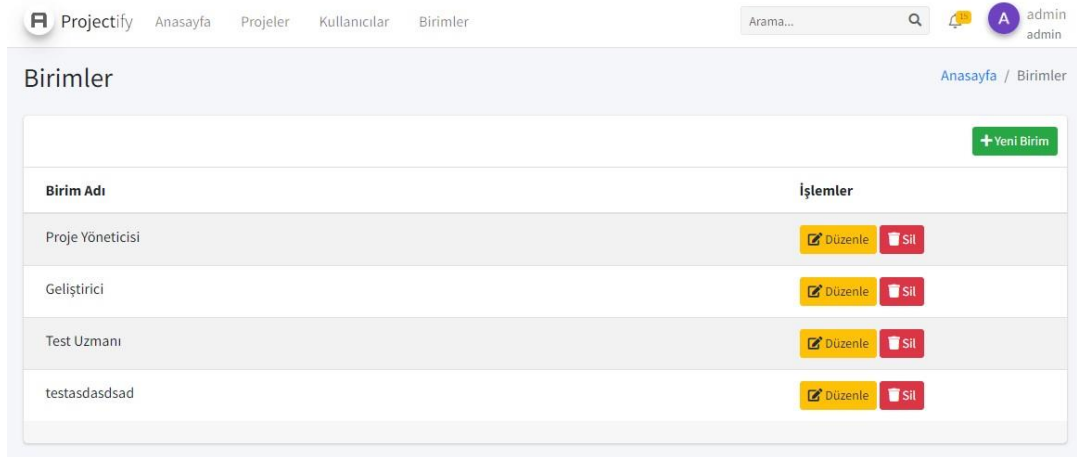 Projectify Anasayfa Projeler Kullanıcılar Birimler Arama... 15 A admin
admin
Birimler Anasayfa / Birimler
Yeni Birim
Birim Adı İşlemler
Proje Yöneticisi Düzenle Sil
Geliştirici Düzenle Sil
Test Uzmanı Düzenle Sil
testasdasdsad Düzenle Sil